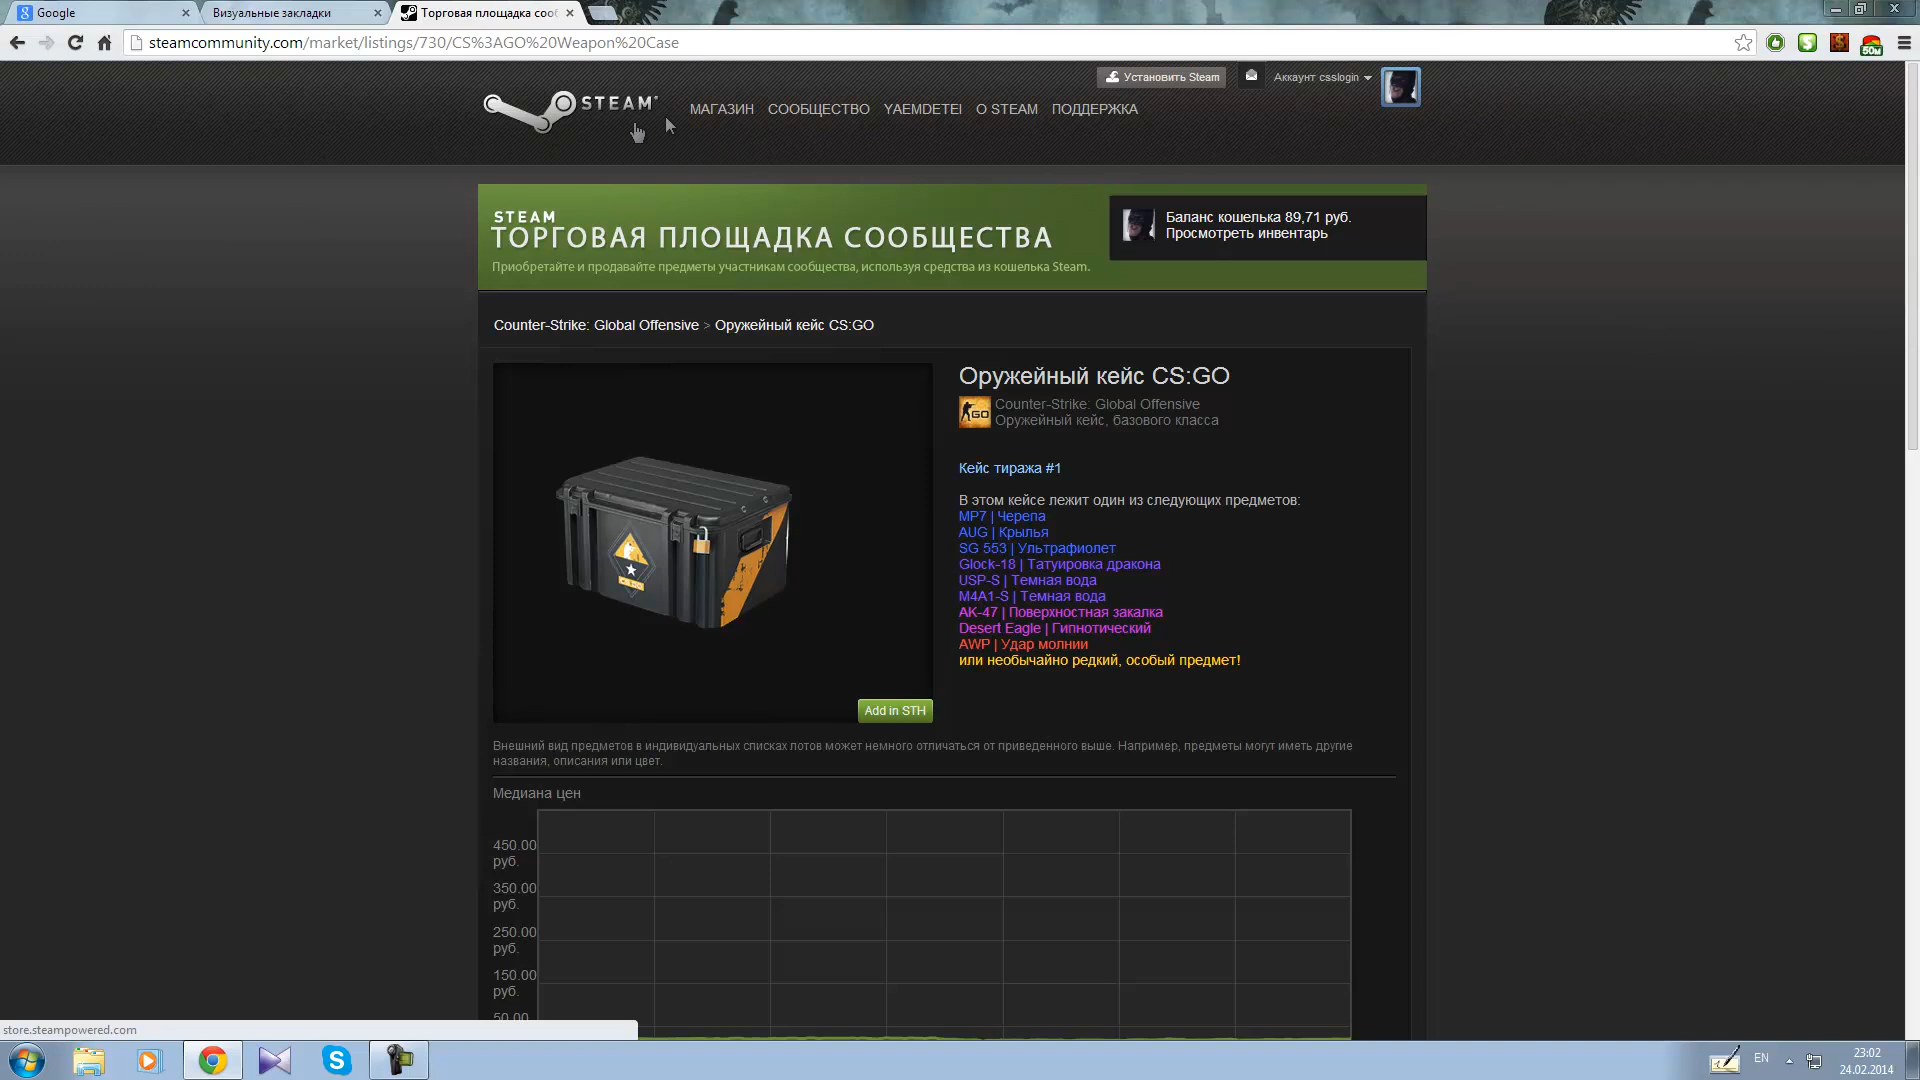 Google
Визуальные закладки
Торговая площадка соо
steamcommunity.com/market/listings/730/CS%3AGO%20Weapon%20Case
50м
Установить Steam
Аккаунт csslogin
STEAM
МАГАЗИН СООБЩЕСТВО YAEMDETEI О STEAM ПОДДЕРЖКА
STEAM
ТОРГОВАЯ ПЛОЩАДКА СООБЩЕСТВА
Приобретайте и продавайте предметы участникам сообщества, используя средства из кошелька Steam.
Баланс кошелька 89,71 руб.
Просмотреть инвентарь
Counter-Strike: Global Offensive > Оружейный кейс CS:GO
Оружейный кейс CS:GO
GO
Counter-Strike: Global Offensive
Оружейный кейс, базового класса
Кейс тиража #1
В этом кейсе лежит один из следующих предметов:
MP7 | Черепа
AUG | Крылья
SG 553 | Ультрафиолет
Glock-18 | Татуировка дракона
USP-S | Темная вода
M4A1-S | Темная вода
AK-47 | Поверхностная закалка
Desert Eagle | Гипнотический
AWP | Удар молнии
или необычайно редкий, особый предмет!
Add in STH
Внешний вид предметов в индивидуальных списках лотов может немного отличаться от приведенного выше. Например, предметы могут иметь другие
названия, описания или цвет.
Медиана цен
450.00
руб.
350.00
руб.
250.00
руб.
150.00
руб.
50.00
store.steampowered.com
EN
23:02
24.02.2014